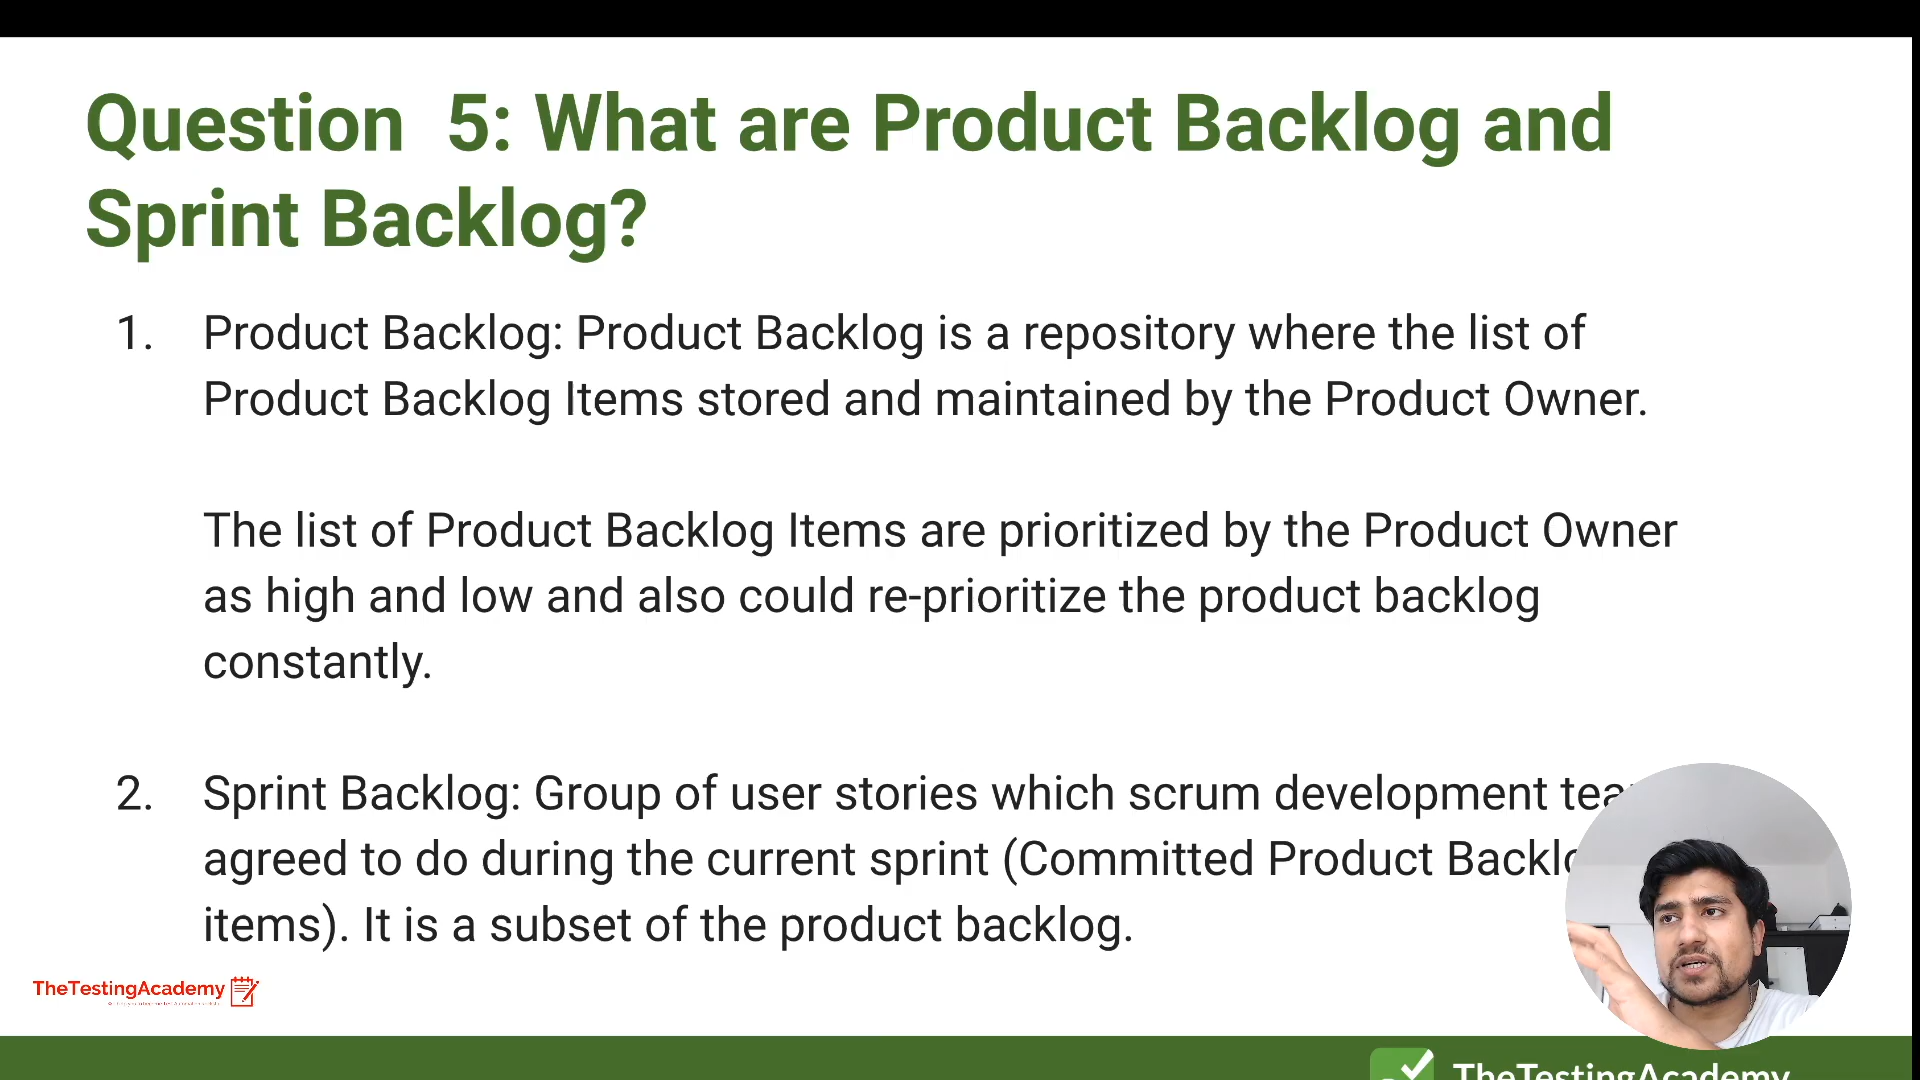 Question  5: What are Product Backlog and
Sprint Backlog?
1. Product Backlog: Product Backlog is a repository where the list of
Product Backlog Items stored and maintained by the Product Owner.
The list of Product Backlog Items are prioritized by the Product Owner
as high and low and also could re-prioritize the product backlog
constantly.
2. Sprint Backlog: Group of user stories which scrum development
agreed to do during the current sprint (Committed Product
items). It is a subset of the product backlog.
TheTestingAcademy
TheTestingAcademy